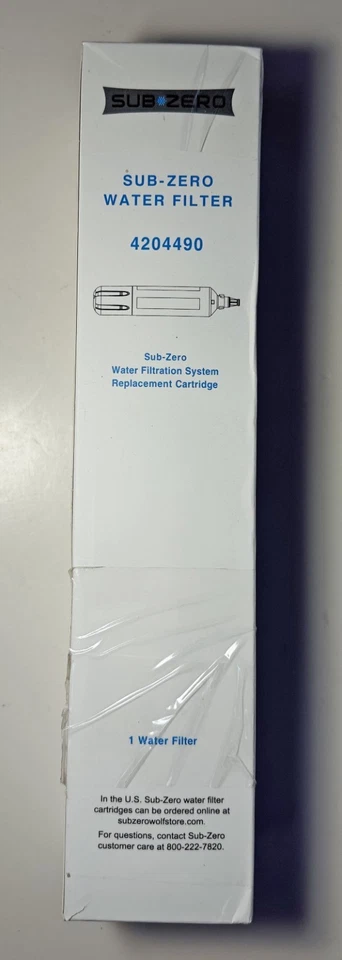 SUB ZERO
SUB-ZERO
WATER FILTER
4204490
Sub-Zero
Water Filtration System
Replacement Cartridge
1 Water Filter
In the U.S. Sub-Zero water filter
cartridges can be ordered online at
subzerowolfstore.com.
For questions, contact Sub-Zero
customer care at 800-222-7820.